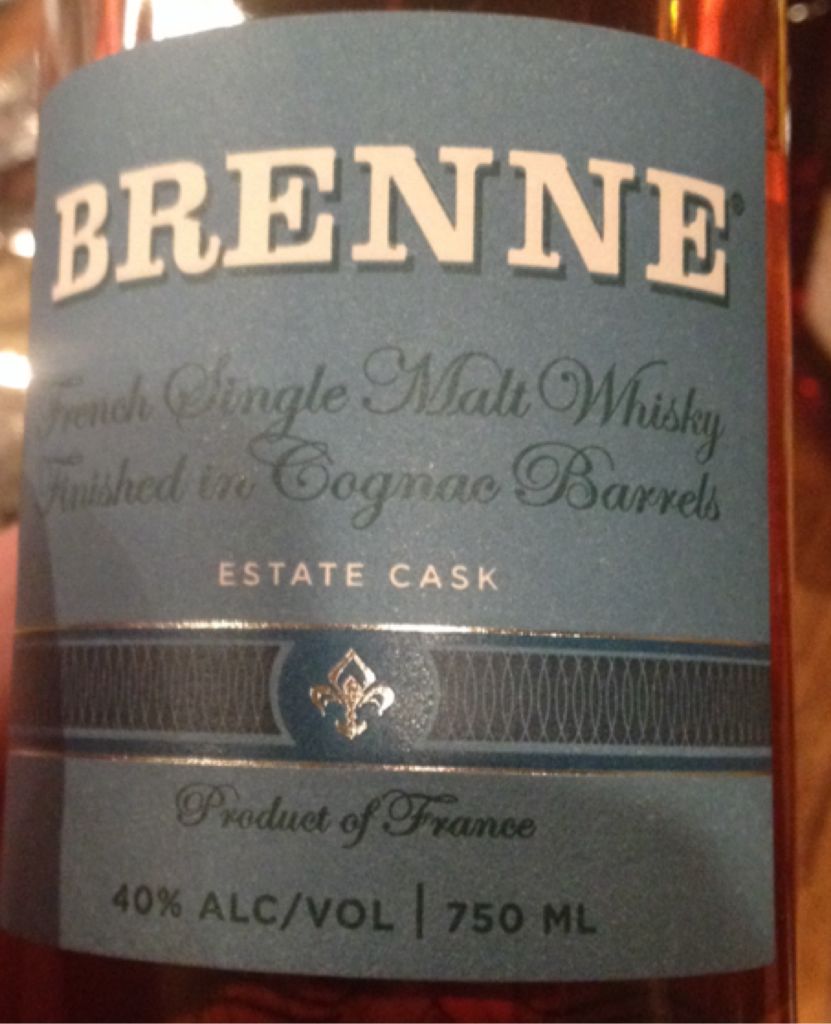 BRENNE®
French Single Malt Whisky
Finished in Cognac Barrels
ESTATE CASK
Product of France
40% ALC/VOL | 750 ML